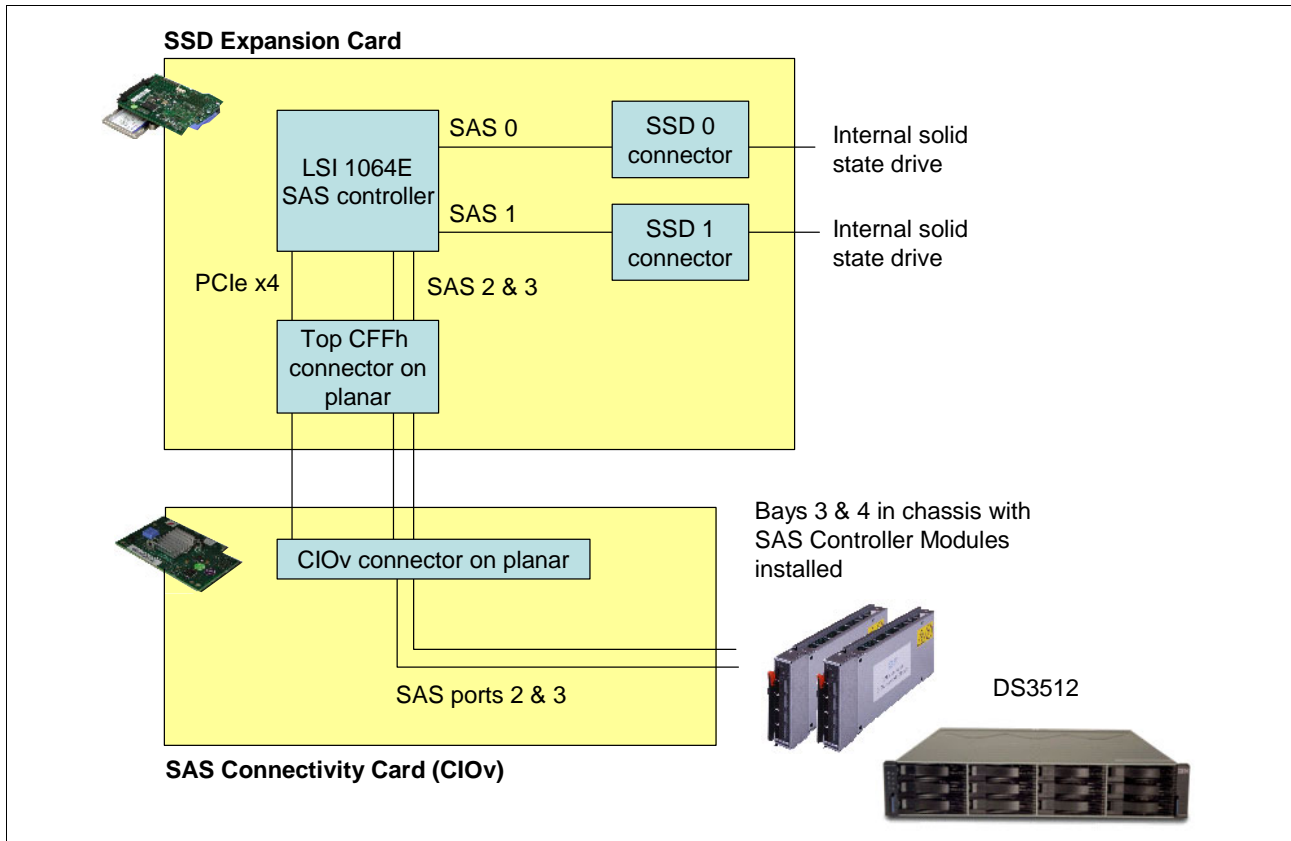 SSD Expansion Card
LSI 1064E
SAS controller
SAS 0
SSD 0
connector
Internal solid
state drive
SAS 1
SSD 1
connector
Internal solid
state drive
PCIe x4
SAS 2 & 3
Top CFFh
connector on
planar
CIOv connector on planar
SAS ports 2 & 3
SAS Connectivity Card (CIOv)
Bays 3 & 4 in chassis with
SAS Controller Modules
installed
DS3512